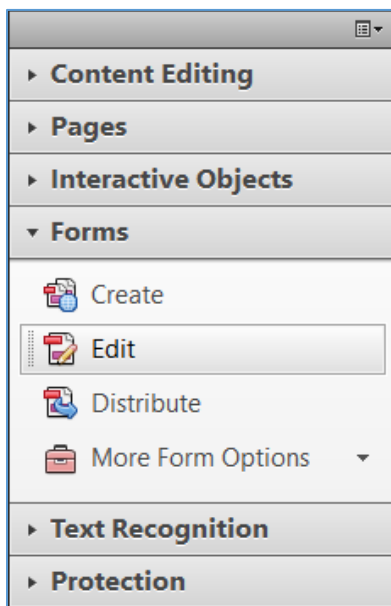 Content Editing
Pages
Interactive Objects
Forms
Create
Edit
Distribute
More Form Options
Text Recognition
Protection